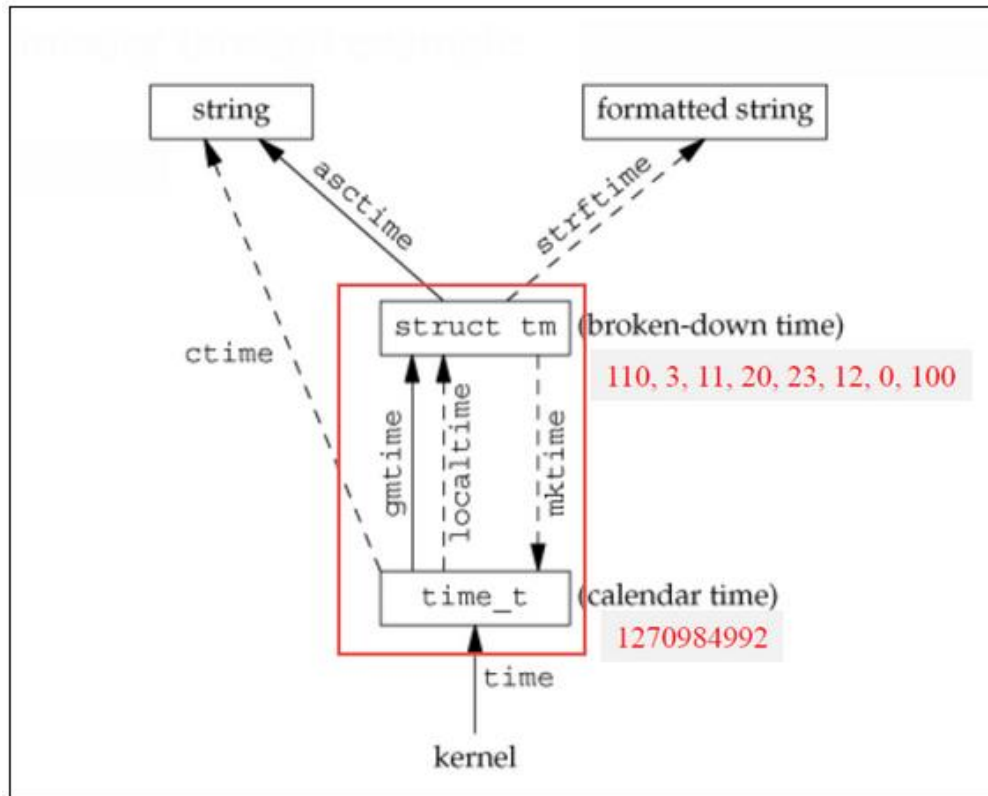 string
formatted string
asctime
strftime
ctime
struct tm
(broken-down time)
110, 3, 11, 20, 23, 12, 0, 100
gmtime
localtime
mktime
time_t
(calendar time)
1270984992
time
kernel